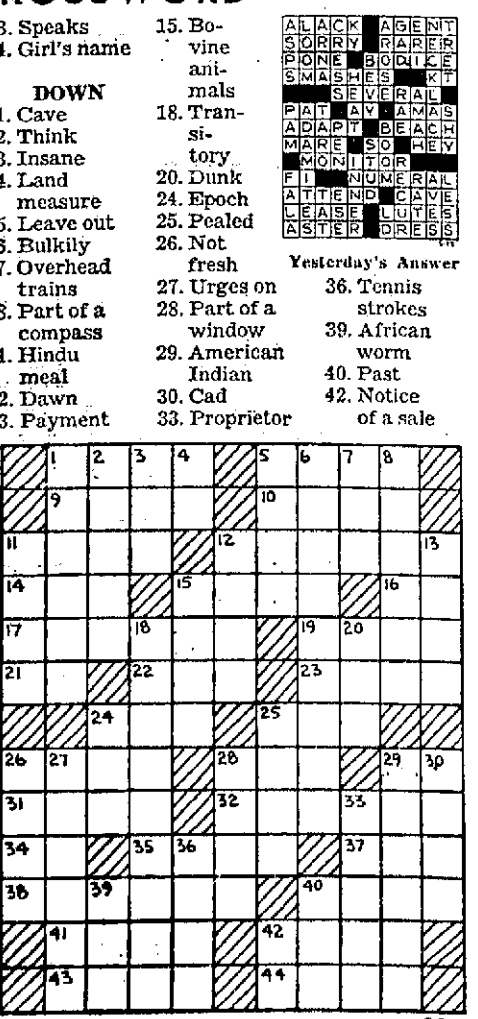 3. Speaks
4. Girl's name
DOWN
1. Cave
2. Think
3. Insane
4. Land
measure
5. Leave out
6. Bulkily
7. Overhead
trains
8. Part of a
compass
1. Hindu
meal
2. Dawn
3. Payment
15. Bo-
vine
ani-
mals
18. Tran-
si-
tory
20. Dunk
24. Epoch
25. Pealed
26. Not
fresh
27. Urges on
28. Part of a
window
29. American
Indian
30. Cad
33. Proprietor
ALACK AGENT
SORRY RARER
PONE BODICE
SMASHES KT
SEVERAL
PAT AY AMAS
ADAPT BEACH
MARE SO HEY
MONITOR
FI NUMERAL
ATTEND CAVE
LEASE LUTES
ASTER DRESS
Yesterday's Answer
36. Tennis
strokes
39. African
worm
40. Past
42. Notice
of a sale
1 2 3 4 5 6 7 8
9 10
11 12 13
14 15 16
17 18 19 20
21 22 23
24 25
26 27 28 29 30
31 32 33
34 35 36 37
38 39 40
41 42
43 44